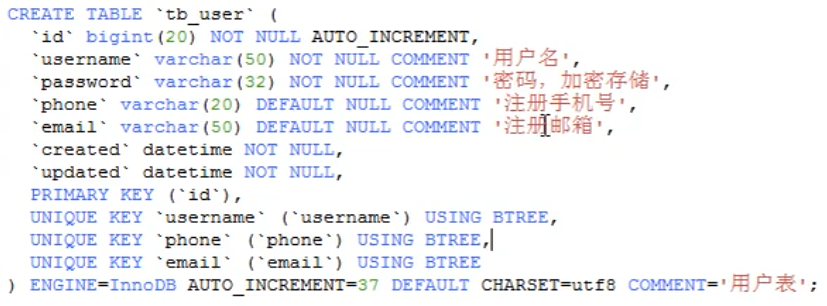 CREATE TABLE `tb_user` (
`id` bigint(20) NOT NULL AUTO_INCREMENT,
`username` varchar(50) NOT NULL COMMENT '用户名',
`password` varchar(32) NOT NULL COMMENT '密码，加密存储',
`phone` varchar(20) DEFAULT NULL COMMENT '注册手机号',
`email` varchar(50) DEFAULT NULL COMMENT '注册邮箱',
`created` datetime NOT NULL,
`updated` datetime NOT NULL,
PRIMARY KEY (`id`),
UNIQUE KEY `username` (`username`) USING BTREE,
UNIQUE KEY `phone` (`phone`) USING BTREE,
UNIQUE KEY `email` (`email`) USING BTREE
) ENGINE=InnoDB AUTO_INCREMENT=37 DEFAULT CHARSET=utf8 COMMENT='用户表';